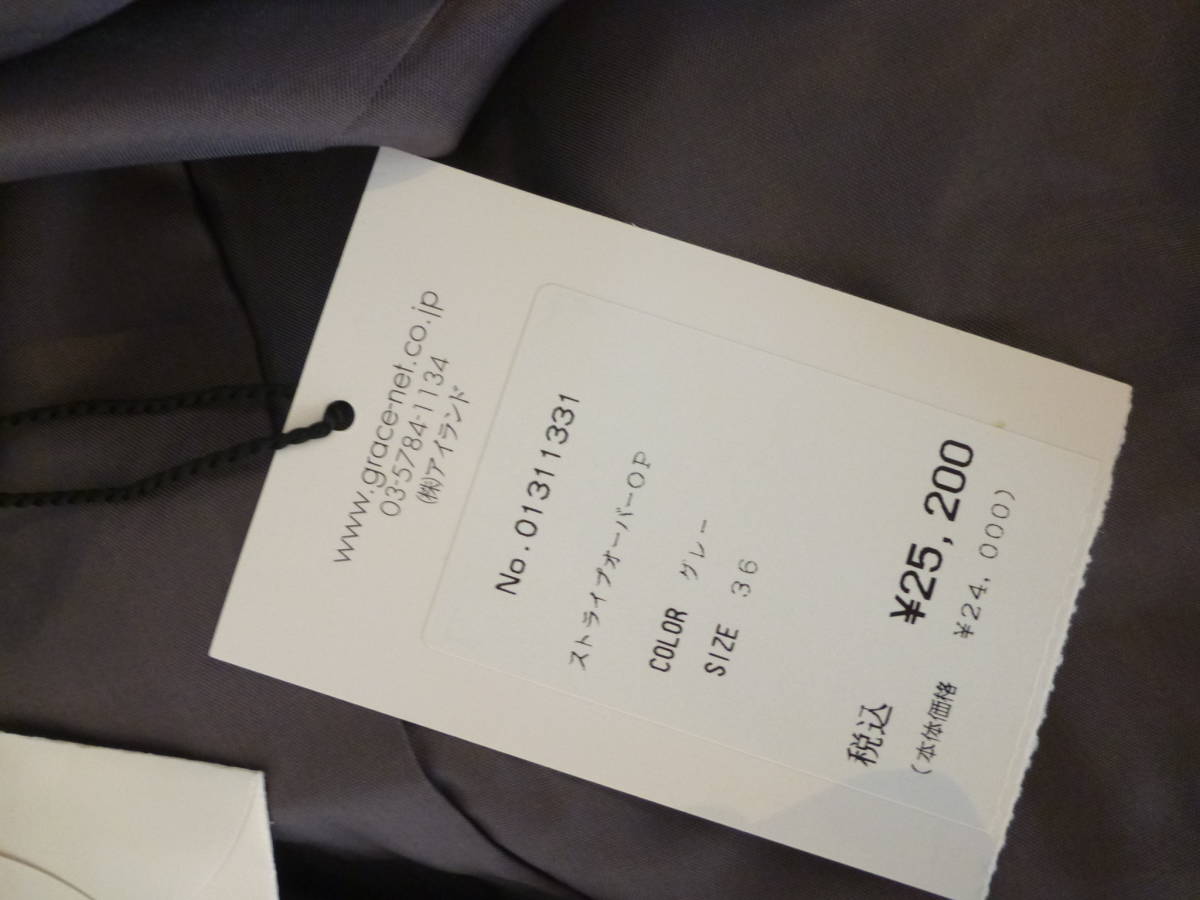 www.grace-net.co.jp
03-5784-1134
㈱アイランド
No.01311331
ストライプオーバーOP
COLOR グレー
SIZE 36
税込 ¥25,200
(本体価格 ¥24,000)